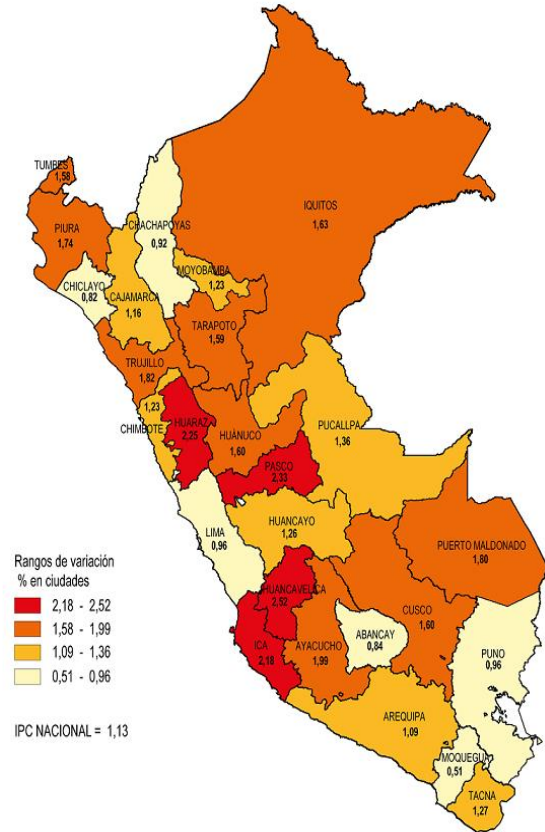 TUMBES
1,58
PIURA
1,74
CHACHAPOYAS
0,92
IQUITOS
1,63
MOYOBAMBA
1,23
CHICLAYO
0,82
CAJAMARCA
1,16
TARAPOTO
1,59
TRUJILLO
1,82
1,23
CHIMBOTE
HUARAZ
2,25
HUÁNUCO
1,60
PUCALLPA
1,36
PASCO
2,33
LIMA
0,96
HUANCAYO
1,26
PUERTO MALDONADO
1,80
HUANCAVELICA
2,52
CUSCO
1,60
ICA
2,18
AYACUCHO
1,99
ABANCAY
0,84
PUNO
0,96
AREQUIPA
1,09
MOQUEGUA
0,51
TACNA
1,27
Rangos de variación
% en ciudades
2,18 - 2,52
1,58 - 1,99
1,09 - 1,36
0,51 - 0,96
IPC NACIONAL = 1,13